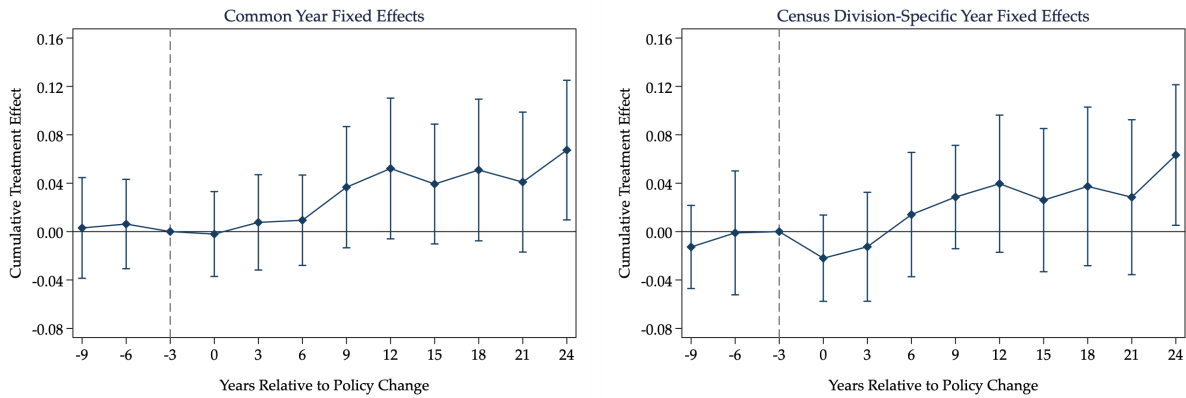 Common Year Fixed Effects
Cumulative Treatment Effect
0.16
0.12
0.08
0.04
0.00
-0.04
-0.08
-9 -6 -3 0 3 6 9 12 15 18 21 24
Years Relative to Policy Change
Census Division-Specific Year Fixed Effects
Cumulative Treatment Effect
0.16
0.12
0.08
0.04
0.00
-0.04
-0.08
-9 -6 -3 0 3 6 9 12 15 18 21 24
Years Relative to Policy Change